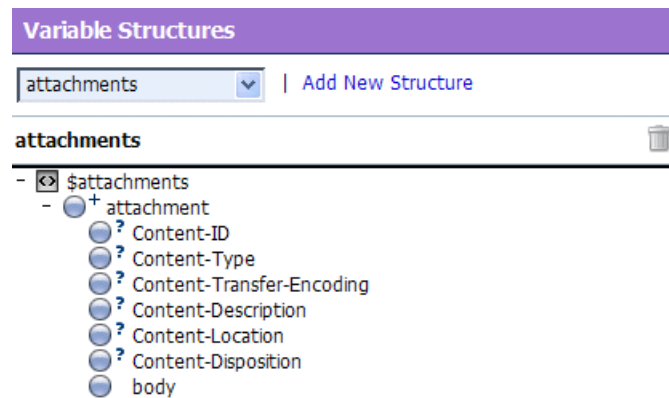 Variable Structures
attachments | Add New Structure
attachments
- <> $attachments
- + attachment
? Content-ID
? Content-Type
? Content-Transfer-Encoding
? Content-Description
? Content-Location
? Content-Disposition
body